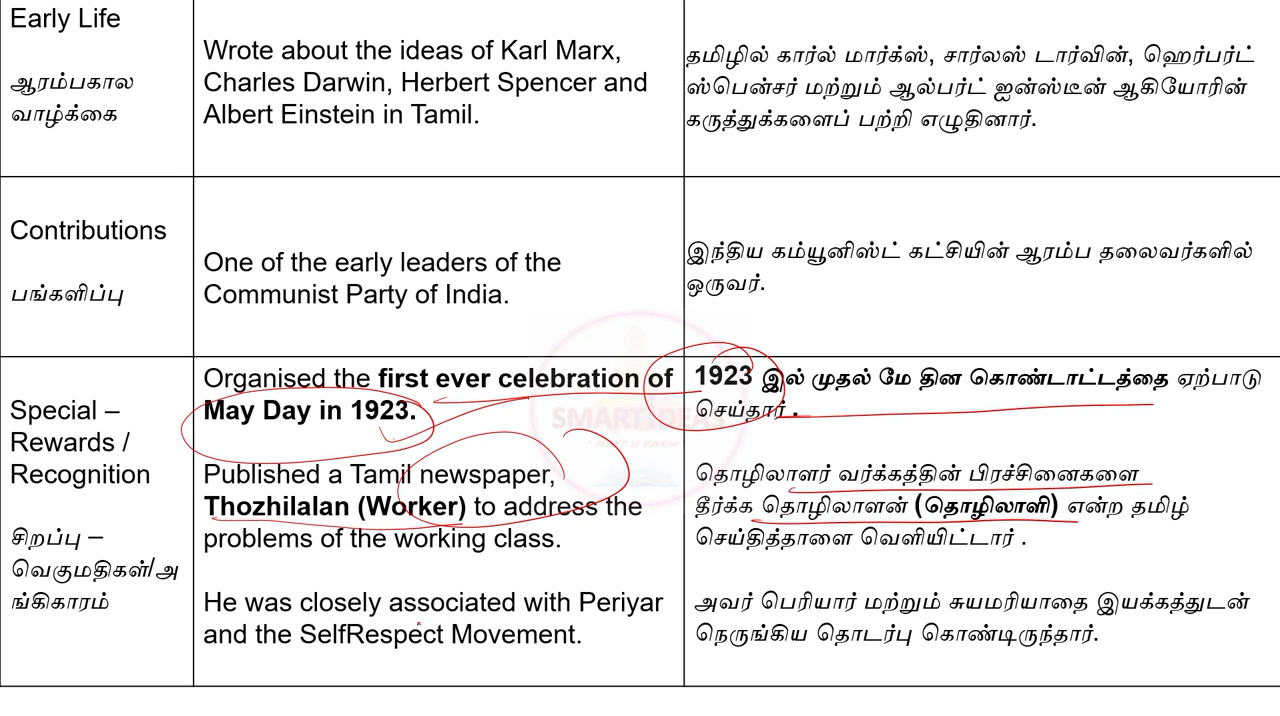 Early Life
ஆரம்பகால
வாழ்க்கை
Wrote about the ideas of Karl Marx,
Charles Darwin, Herbert Spencer and
Albert Einstein in Tamil.
தமிழில் கார்ல் மார்க்ஸ், சார்லஸ் டார்வின், ஹெர்பர்ட்
ஸ்பென்சர் மற்றும் ஆல்பர்ட் ஐன்ஸ்டீன் ஆகியோரின்
கருத்துக்களைப் பற்றி எழுதினார்.
Contributions
பங்களிப்பு
One of the early leaders of the
Communist Party of India.
இந்திய கம்யூனிஸ்ட் கட்சியின் ஆரம்ப தலைவர்களில்
ஒருவர்.
Special –
Rewards /
Recognition
சிறப்பு –
வெகுமதிகள்/அ
ங்கிகாரம்
Organised the first ever celebration of
May Day in 1923.
Published a Tamil newspaper,
Thozhilalan (Worker) to address the
problems of the working class.
He was closely associated with Periyar
and the SelfRespect Movement.
1923 இல் முதல் மே தின கொண்டாட்டத்தை ஏற்பாடு
செய்தார் .
தொழிலாளர் வர்க்கத்தின் பிரச்சினைகளை
தீர்க்க தொழிலாளன் (தொழிலாளி) என்ற தமிழ்
செய்தித்தாளை வெளியிட்டார் .
அவர் பெரியார் மற்றும் சுயமரியாதை இயக்கத்துடன்
நெருங்கிய தொடர்பு கொண்டிருந்தார்.
SMART IDEAS